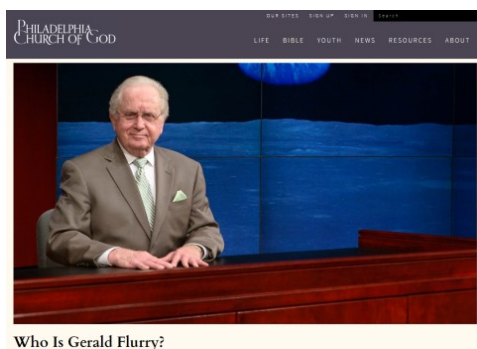 OUR SITES SIGN UP SIGN IN Search
PHILADELPHIA
CHURCH OF GOD
LIFE BIBLE YOUTH NEWS RESOURCES ABOUT
Who Is Gerald Flurry?